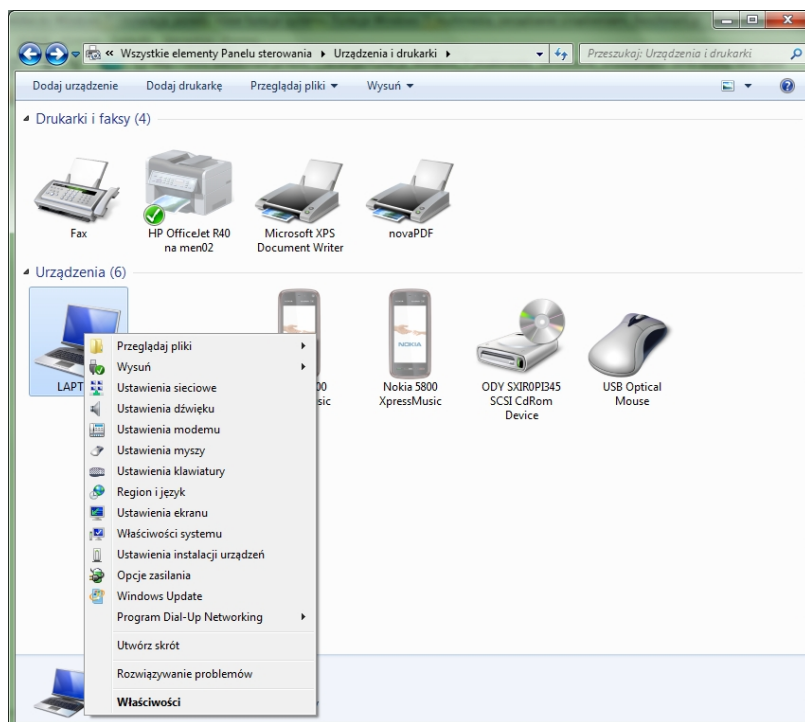 « Wszystkie elementy Panelu sterowania ▸ Urządzenia i drukarki ▸
Przeszukaj: Urządzenia i drukarki
Dodaj urządzenie Dodaj drukarkę Przeglądaj pliki Wysuń
Drukarki i faksy (4)
Fax
HP OfficeJet R40
na men02
Microsoft XPS
Document Writer
novaPDF
Urządzenia (6)
LAPT
00
sic
NOKIA
Nokia 5800
XpressMusic
ODY SXIR0PI345
SCSI CdRom
Device
USB Optical
Mouse
Przeglądaj pliki
Wysuń
Ustawienia sieciowe
Ustawienia dźwięku
Ustawienia modemu
Ustawienia myszy
Ustawienia klawiatury
Region i język
Ustawienia ekranu
Właściwości systemu
Ustawienia instalacji urządzeń
Opcje zasilania
Windows Update
Program Dial-Up Networking
Utwórz skrót
Rozwiązywanie problemów
Właściwości